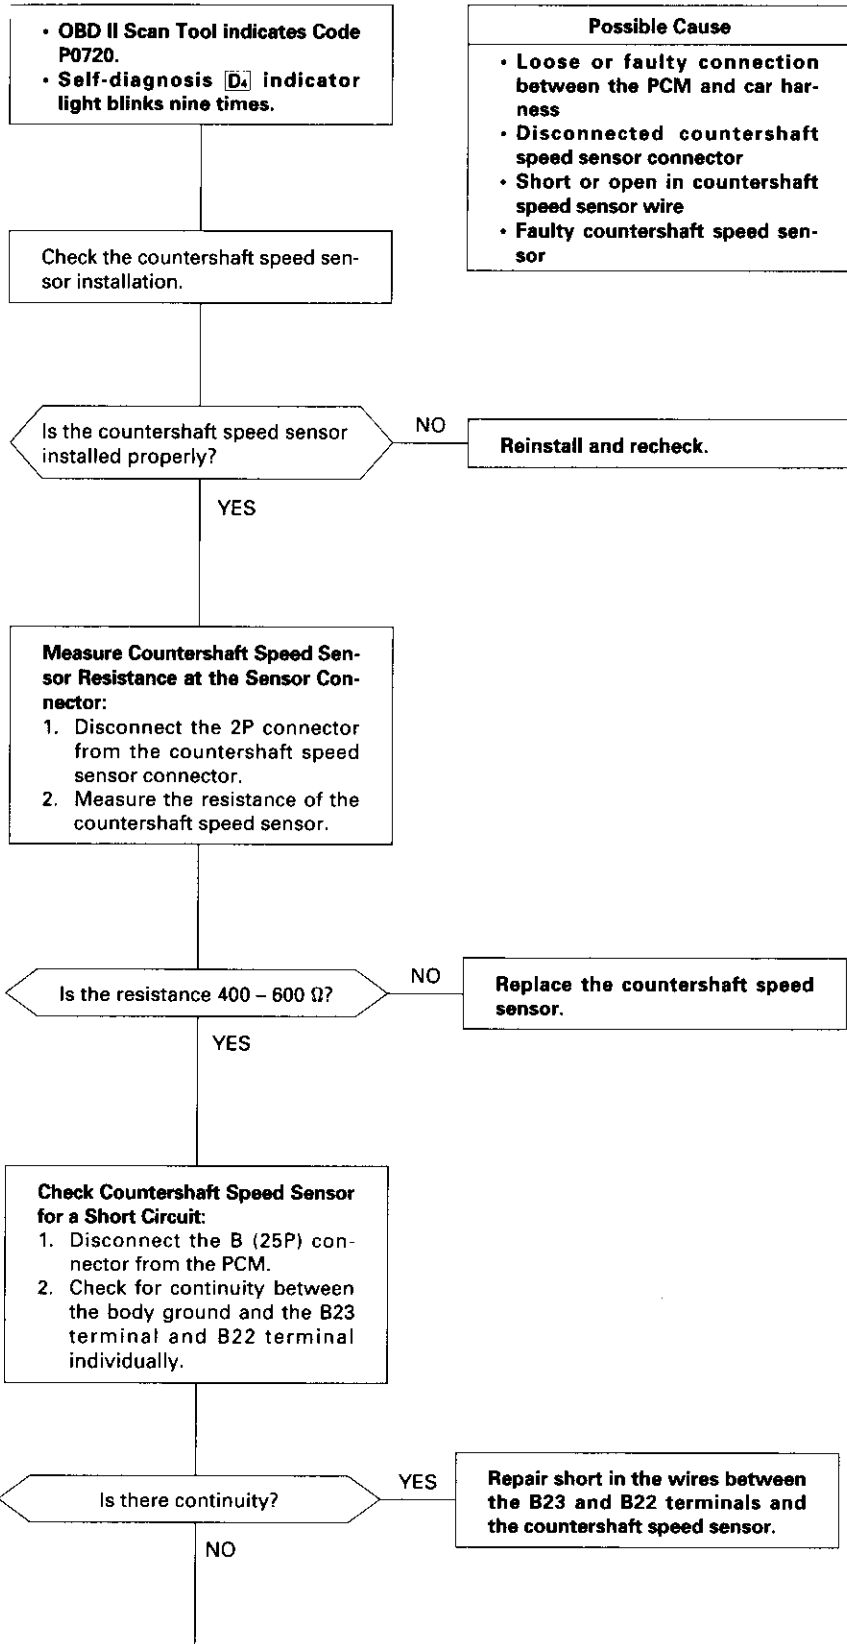 • OBD II Scan Tool indicates Code
P0720.
• Self-diagnosis D4 indicator
light blinks nine times.
Possible Cause
• Loose or faulty connection
between the PCM and car har-
ness
• Disconnected countershaft
speed sensor connector
• Short or open in countershaft
speed sensor wire
• Faulty countershaft speed sen-
sor
Check the countershaft speed sen-
sor installation.
Is the countershaft speed sensor
installed properly?
NO
Reinstall and recheck.
YES
Measure Countershaft Speed Sen-
sor Resistance at the Sensor Con-
nector:
1. Disconnect the 2P connector
from the countershaft speed
sensor connector.
2. Measure the resistance of the
countershaft speed sensor.
Is the resistance 400 – 600 Ω?
NO
Replace the countershaft speed
sensor.
YES
Check Countershaft Speed Sensor
for a Short Circuit:
1. Disconnect the B (25P) con-
nector from the PCM.
2. Check for continuity between
the body ground and the B23
terminal and B22 terminal
individually.
Is there continuity?
YES
Repair short in the wires between
the B23 and B22 terminals and
the countershaft speed sensor.
NO